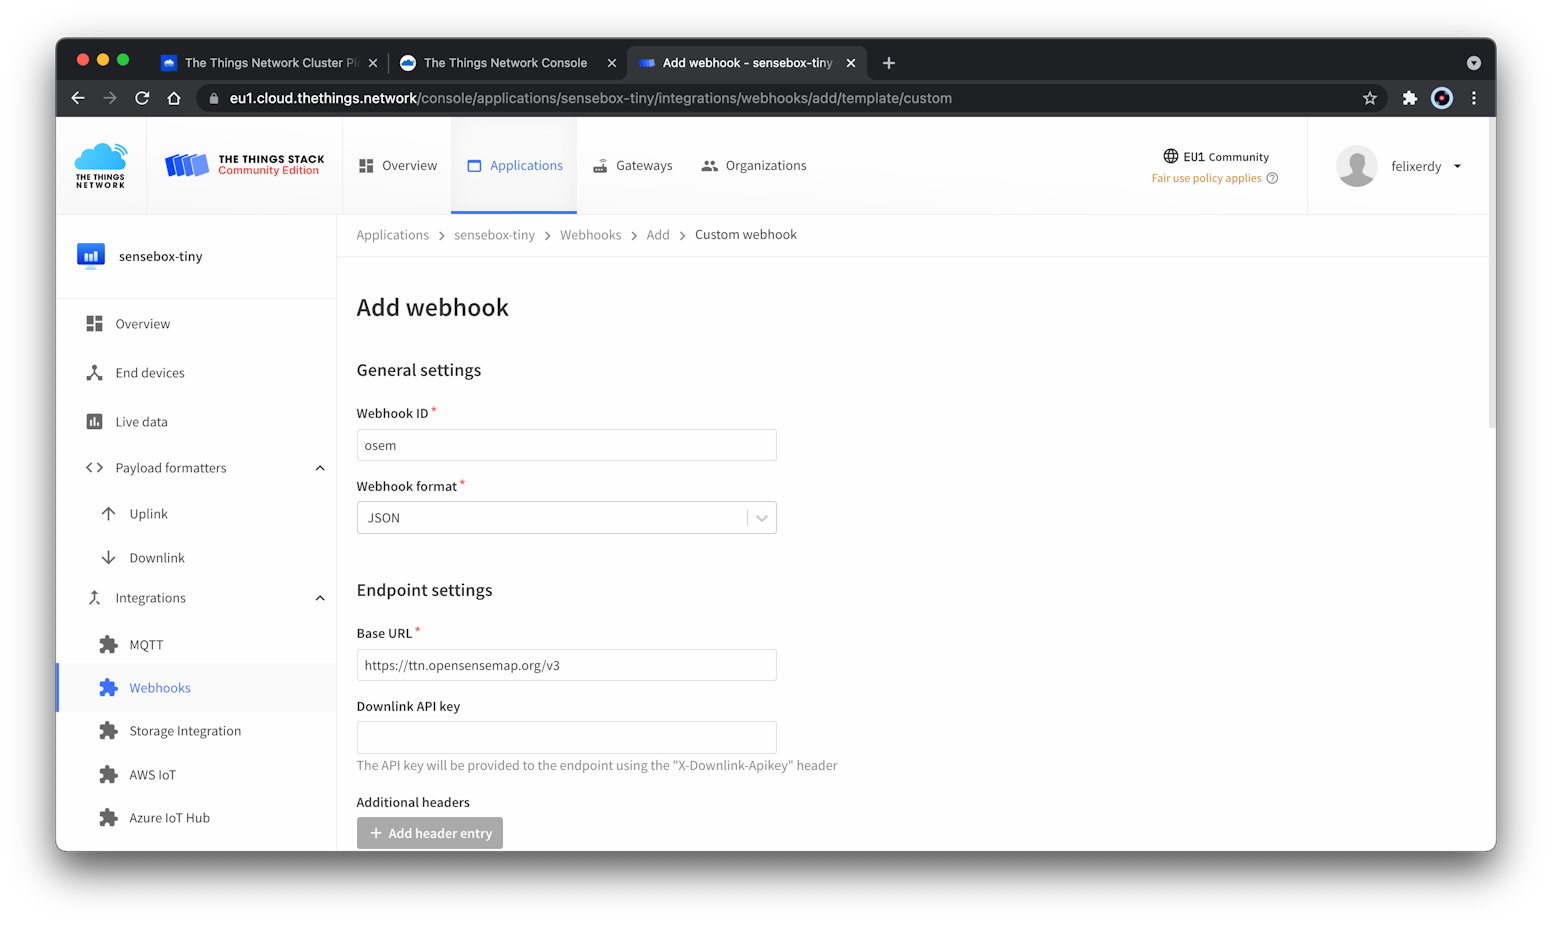 The Things Network Cluster Pi
The Things Network Console
Add webhook - sensebox-tiny
eu1.cloud.thethings.network/console/applications/sensebox-tiny/integrations/webhooks/add/template/custom
THE THINGS
NETWORK
THE THINGS STACK
Community Edition
Overview
Applications
Gateways
Organizations
EU1 Community
Fair use policy applies
felixerdy
sensebox-tiny
Overview
End devices
Live data
Payload formatters
Uplink
Downlink
Integrations
MQTT
Webhooks
Storage Integration
AWS IoT
Azure IoT Hub
Applications > sensebox-tiny > Webhooks > Add > Custom webhook
Add webhook
General settings
Webhook ID *
osem
Webhook format *
JSON
Endpoint settings
Base URL *
https://ttn.opensensemap.org/v3
Downlink API key
The API key will be provided to the endpoint using the "X-Downlink-Apikey" header
Additional headers
+ Add header entry